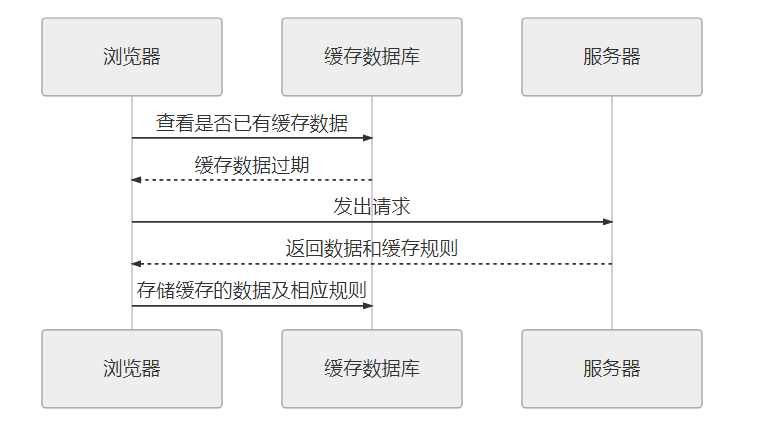 浏览器
缓存数据库
服务器
查看是否已有缓存数据
缓存数据过期
发出请求
返回数据和缓存规则
存储缓存的数据及相应规则
浏览器
缓存数据库
服务器